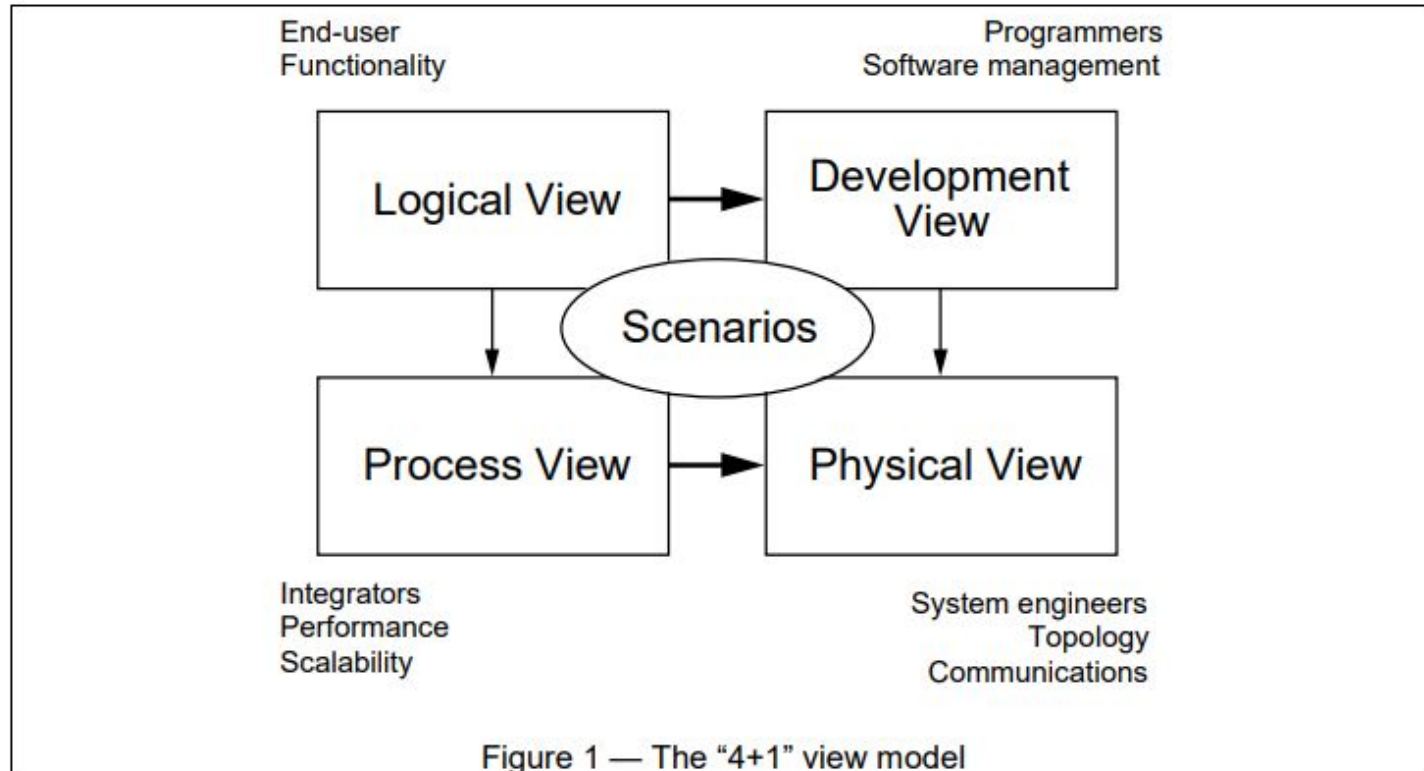 End-user
Functionality
Programmers
Software management
Logical View
Development
View
Scenarios
Process View
Physical View
Integrators
Performance
Scalability
System engineers
Topology
Communications
Figure 1 — The “4+1” view model